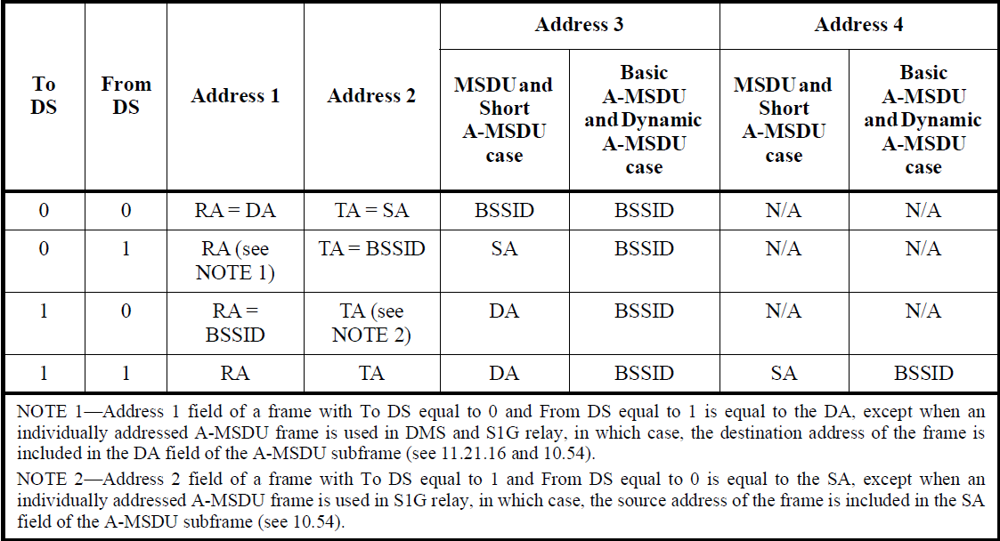 To DS From DS Address 1 Address 2 Address 3 Address 4
MSDU and Short A-MSDU case Basic A-MSDU and Dynamic A-MSDU case MSDU and Short A-MSDU case Basic A-MSDU and Dynamic A-MSDU case
0 0 RA = DA TA = SA BSSID BSSID N/A N/A
0 1 RA (see NOTE 1) TA = BSSID SA BSSID N/A N/A
1 0 RA = BSSID TA (see NOTE 2) DA BSSID N/A N/A
1 1 RA TA DA BSSID SA BSSID
NOTE 1—Address 1 field of a frame with To DS equal to 0 and From DS equal to 1 is equal to the DA, except when an
individually addressed A-MSDU frame is used in DMS and S1G relay, in which case, the destination address of the frame is
included in the DA field of the A-MSDU subframe (see 11.21.16 and 10.54).
NOTE 2—Address 2 field of a frame with To DS equal to 1 and From DS equal to 0 is equal to the SA, except when an
individually addressed A-MSDU frame is used in S1G relay, in which case, the source address of the frame is included in the SA
field of the A-MSDU subframe (see 10.54).